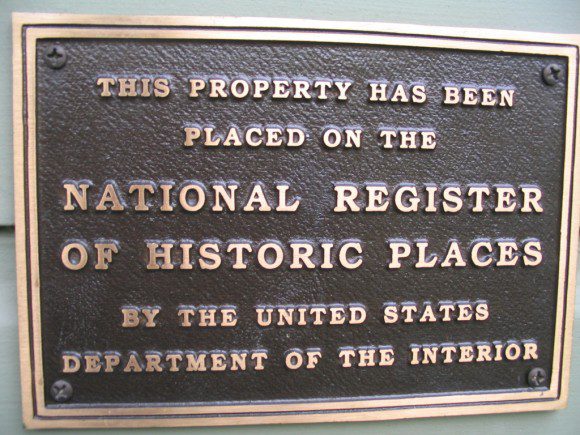 THIS PROPERTY HAS BEEN
PLACED ON THE
NATIONAL REGISTER
OF HISTORIC PLACES
BY THE UNITED STATES
DEPARTMENT OF THE INTERIOR